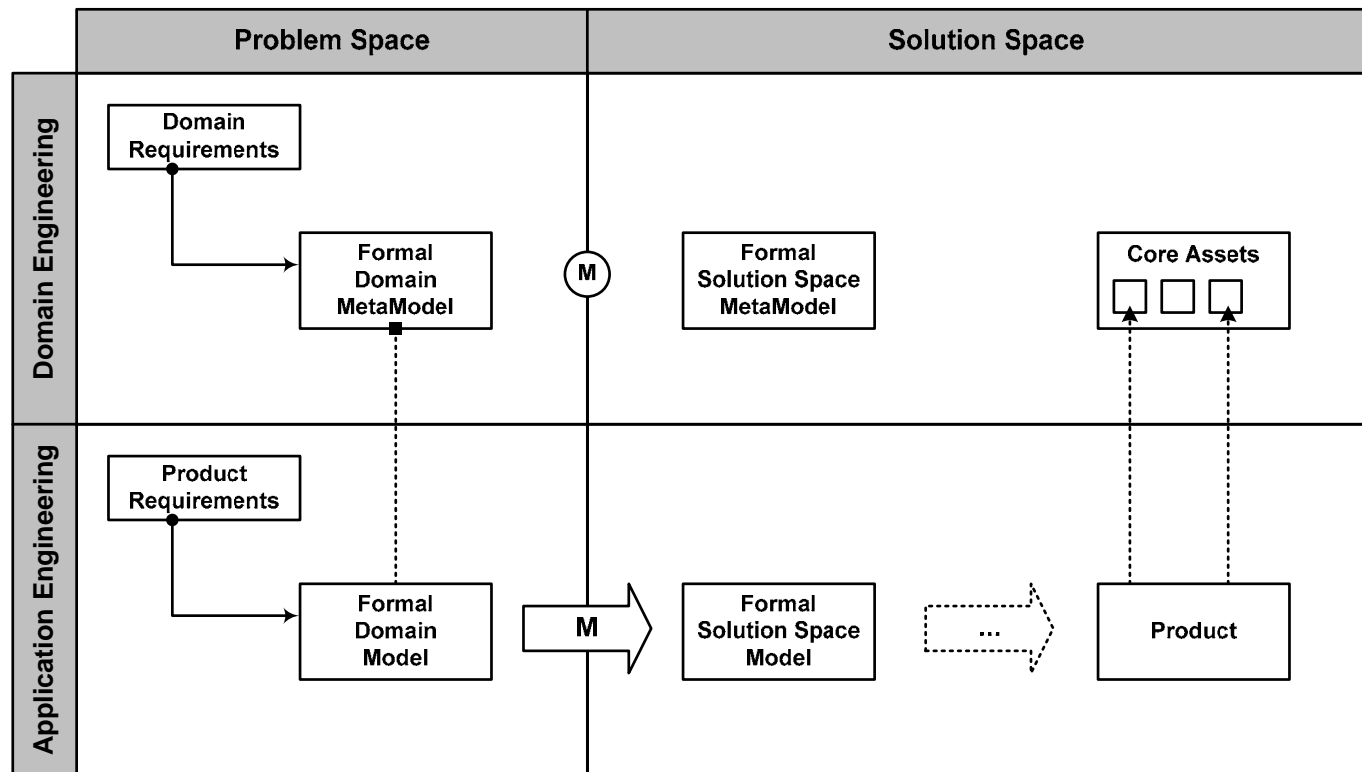 Problem Space
Solution Space
Domain Engineering
Domain
Requirements
Formal
Domain
MetaModel
M
Formal
Solution Space
MetaModel
Core Assets
Application Engineering
Product
Requirements
Formal
Domain
Model
M
Formal
Solution Space
Model
...
Product